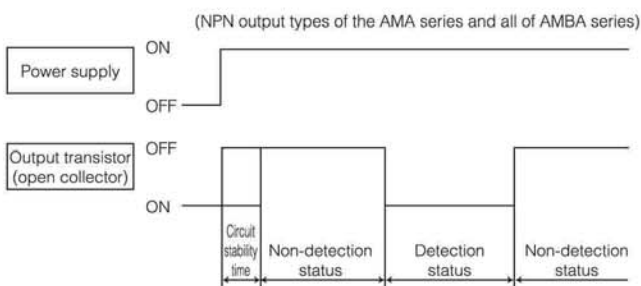 (NPN output types of the AMA series and all of AMBA series)
Power supply
ON
OFF
Output transistor
(open collector)
OFF
ON
Circuit
stability
time
Non-detection
status
Detection
status
Non-detection
status